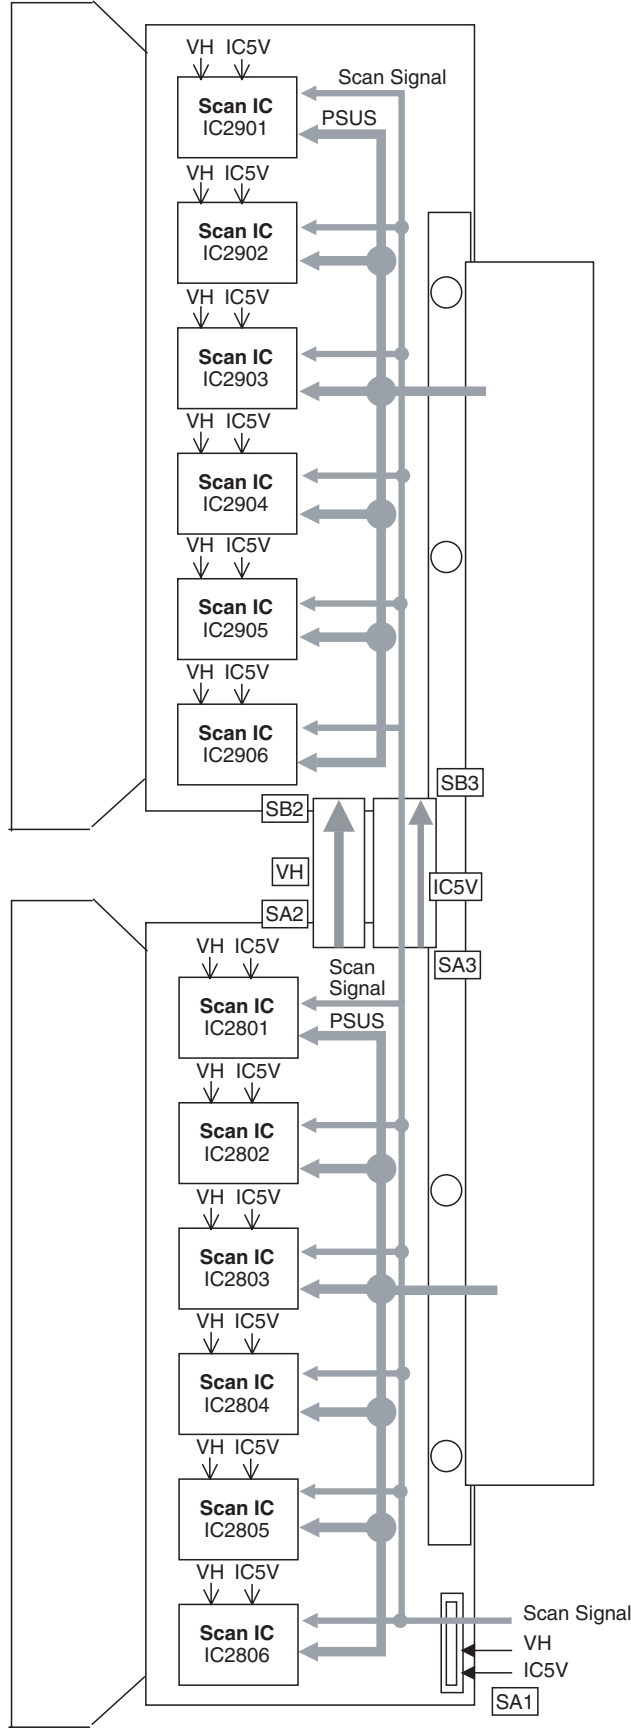 VH IC5V
Scan Signal
Scan IC
IC2901
PSUS
VH IC5V
Scan IC
IC2902
VH IC5V
Scan IC
IC2903
VH IC5V
Scan IC
IC2904
VH IC5V
Scan IC
IC2905
VH IC5V
Scan IC
IC2906
SB3
SB2
VH
IC5V
SA2
VH IC5V
SA3
Scan
Signal
Scan IC
IC2801
PSUS
VH IC5V
Scan IC
IC2802
VH IC5V
Scan IC
IC2803
VH IC5V
Scan IC
IC2804
VH IC5V
Scan IC
IC2805
VH IC5V
Scan IC
IC2806
Scan Signal
VH
IC5V
SA1